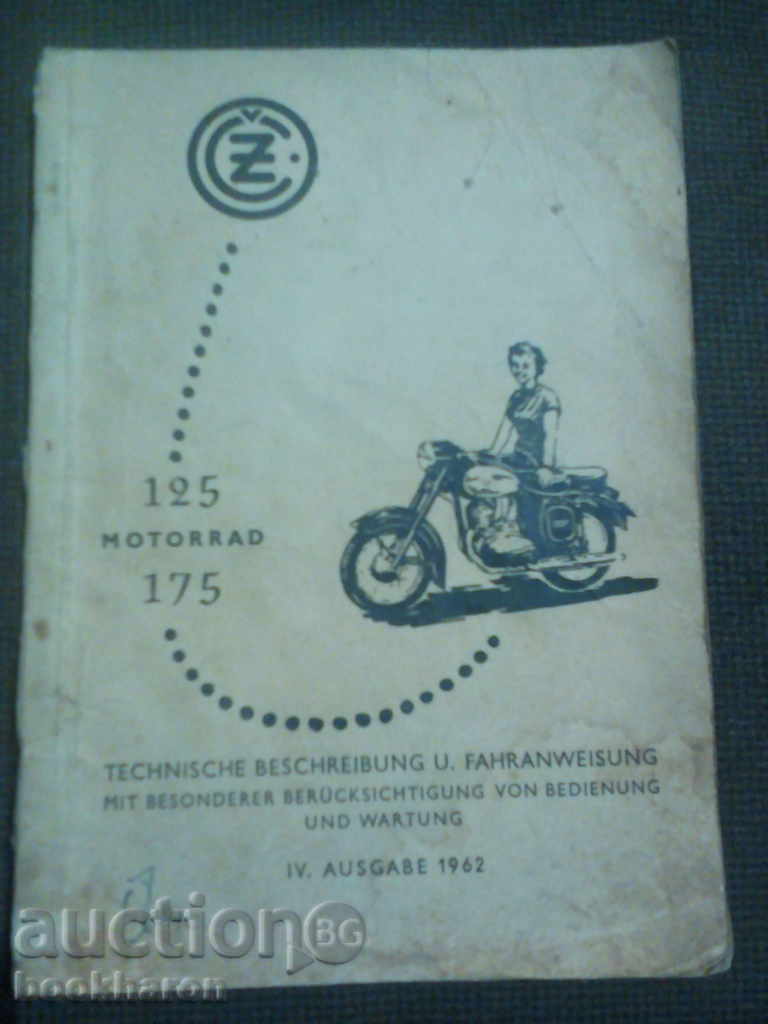 ČZ
125
MOTORRAD
175
TECHNISCHE BESCHREIBUNG U. FAHRANWEISUNG
MIT BESONDERER BERÜCKSICHTIGUNG VON BEDIENUNG
UND WARTUNG
IV. AUSGABE 1962
auction BG
bookharon